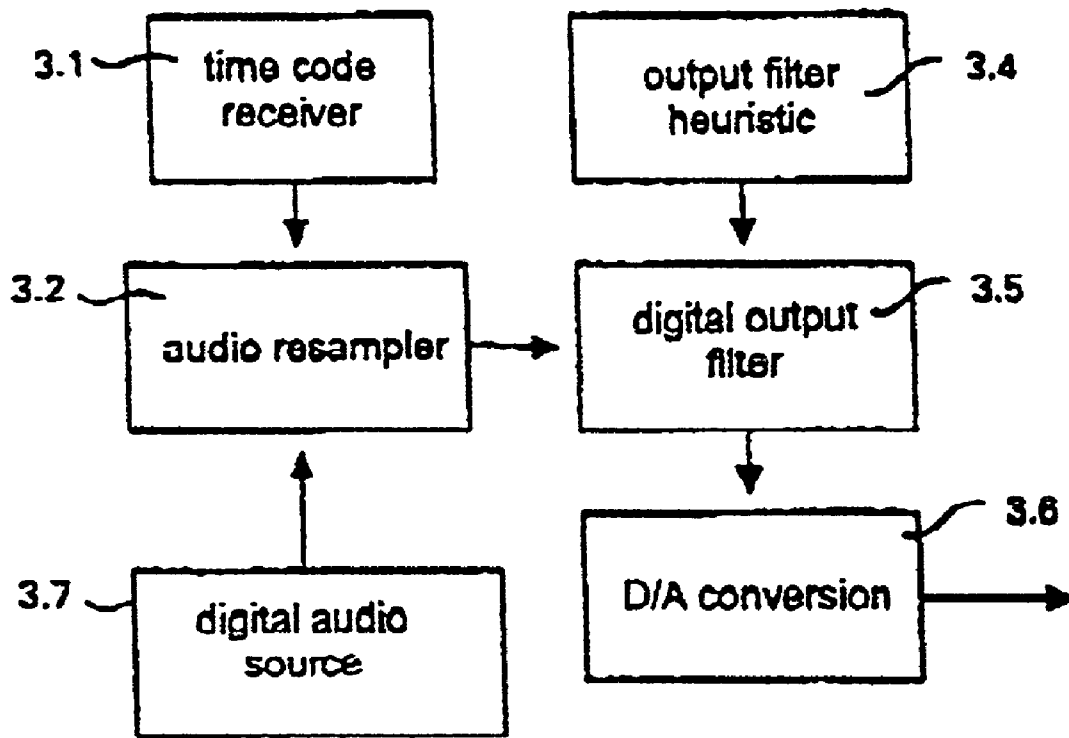 3.1
time code
receiver
output filter
heuristic
3.4
3.2
audio resampler
digital output
filter
3.5
3.7
digital audio
source
D/A conversion
3.6